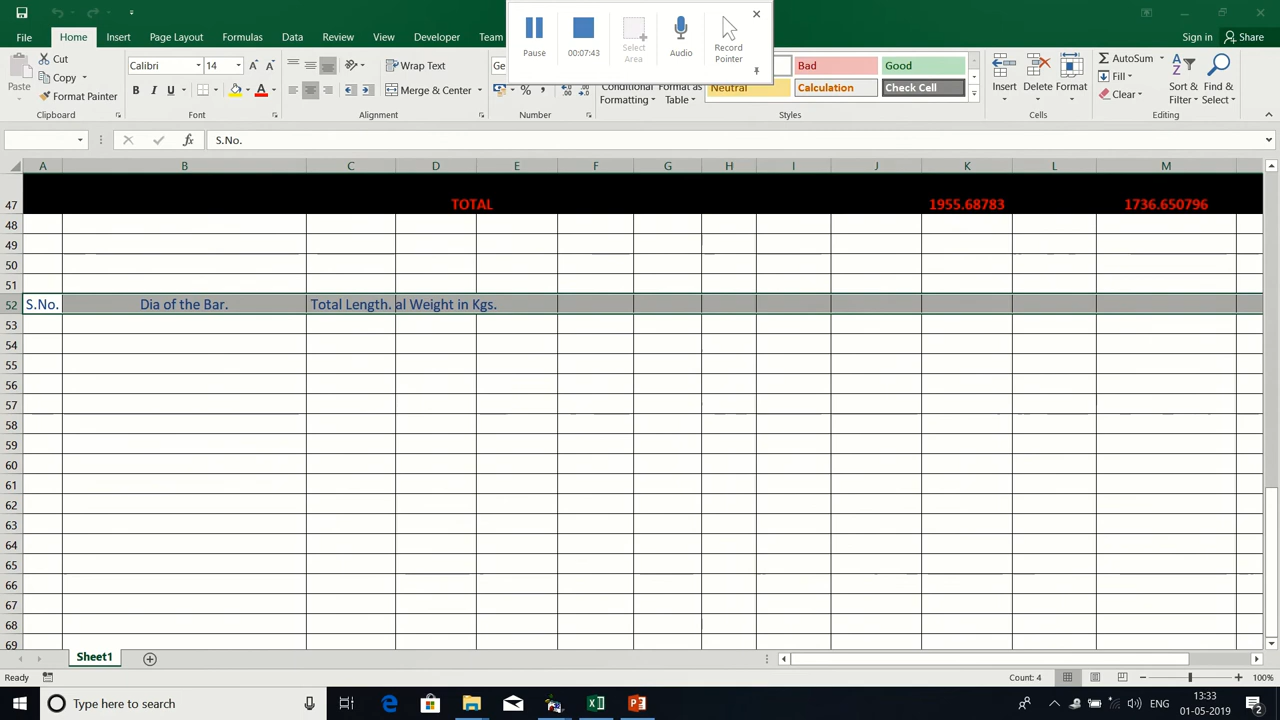 File Home Insert Page Layout Formulas Data Review View Developer Team
Sign in Share
Pause 00:07:43 Select Area Audio Record Pointer
Paste Cut Copy Format Painter
Calibri 14
B I U
Wrap Text
Merge & Center
Ge
Conditional Formatting Format as Table
Bad Good
Neutral Calculation Check Cell
Insert Delete Format
AutoSum
Fill
Clear
Sort & Filter Find & Select
Clipboard Font Alignment Number Styles Cells Editing
fx S.No.
A B C D E F G H I J K L M
47 TOTAL 1955.68783 1736.650796
48
49
50
51
52 S.No. Dia of the Bar. Total Length. al Weight in Kgs.
53
54
55
56
57
58
59
60
61
62
63
64
65
66
67
68
69
Sheet1
Ready Count: 4 100%
Type here to search
ENG 13:33 01-05-2019 2